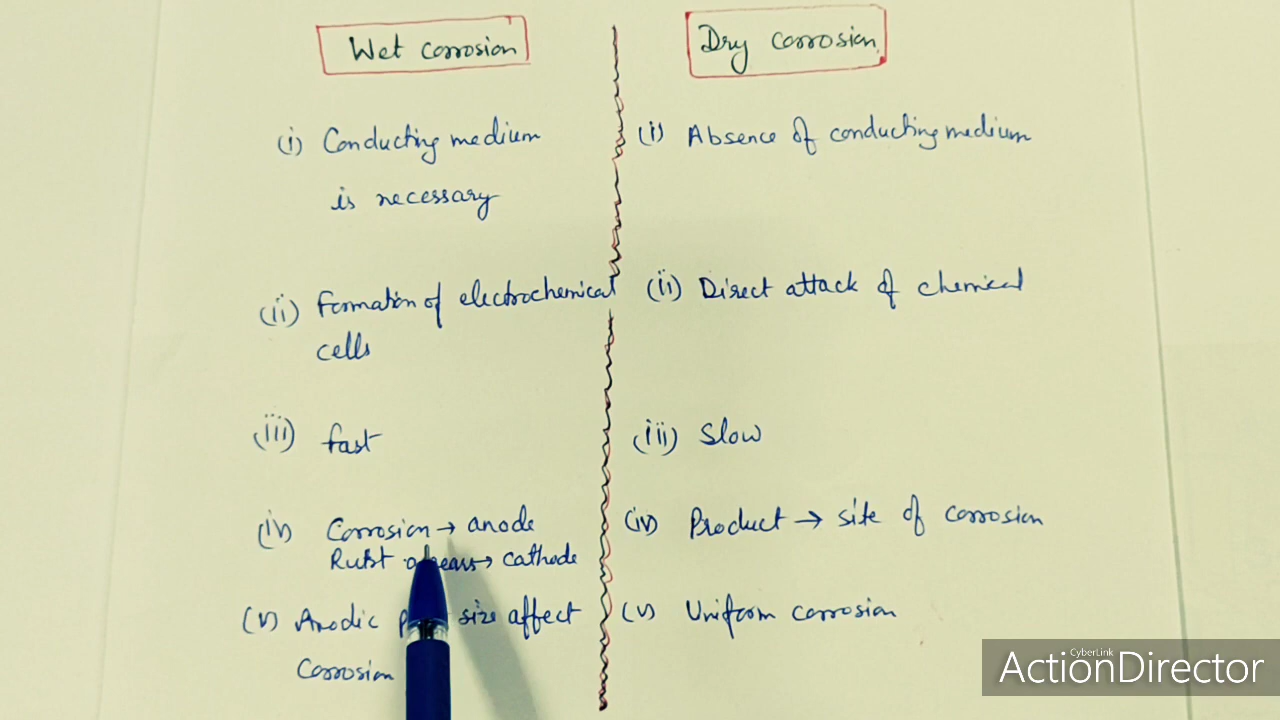 Wet corrosion
(i) Conducting medium
is necessary
(ii) Formation of electrochemical
cells
(iii) fast
(iv) Corrosion → anode
Rust → cathode
(v) Anodic size affect
Corrosion
Dry corrosion
(i) Absence of conducting medium
(ii) Direct attack of chemical
(iii) Slow
(iv) Product → site of corrosion
(v) Uniform corrosion
CyberLink
ActionDirector